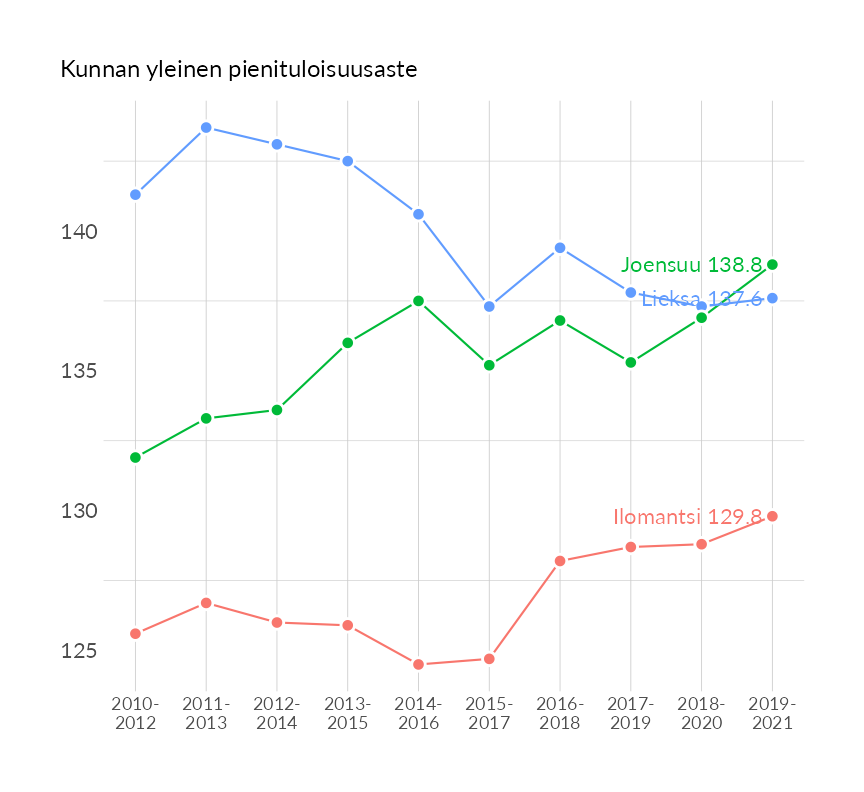 Kunnan yleinen pienituloisuusaste
140
Joensuu 138.8
Lieksa 137.6
135
130
Ilomantsi 129.8
125
2010- 2011- 2012- 2013- 2014- 2015- 2016- 2017- 2018- 2019-
2012 2013 2014 2015 2016 2017 2018 2019 2020 2021